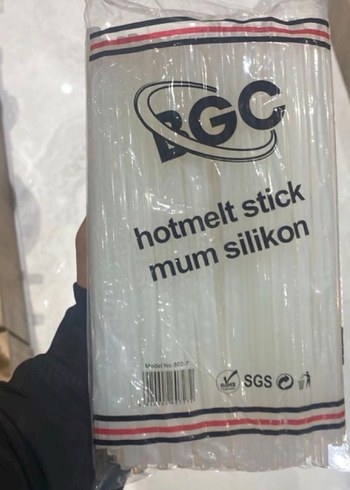 BGC
hotmelt stick
mum silikon
SGS